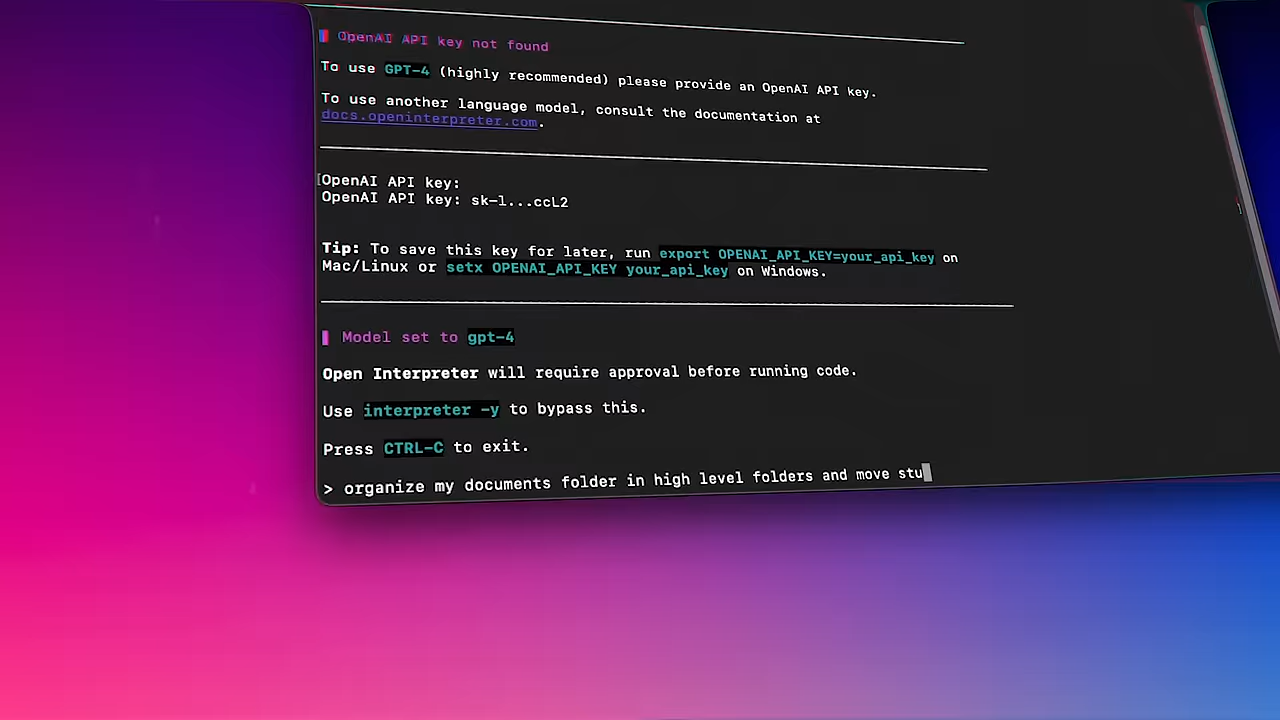 OpenAI API key not found
To use GPT-4 (highly recommended) please provide an OpenAI API key.
To use another language model, consult the documentation at
docs.openinterpreter.com.
OpenAI API key:
OpenAI API key: sk-l...ccL2
Tip: To save this key for later, run export OPENAI_API_KEY=your_api_key on
Mac/Linux or setx OPENAI_API_KEY your_api_key on Windows.
Model set to gpt-4
Open Interpreter will require approval before running code.
Use interpreter -y to bypass this.
Press CTRL-C to exit.
> organize my documents folder in high level folders and move stu